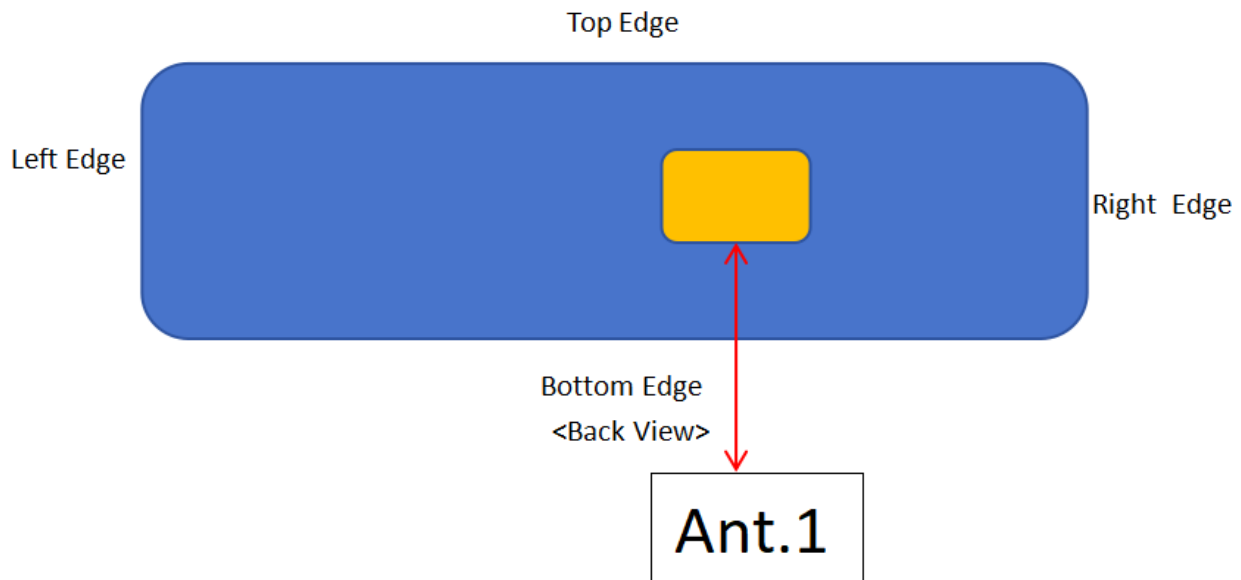 Top Edge
Left Edge
Right  Edge
Bottom Edge
<Back View>
Ant.1